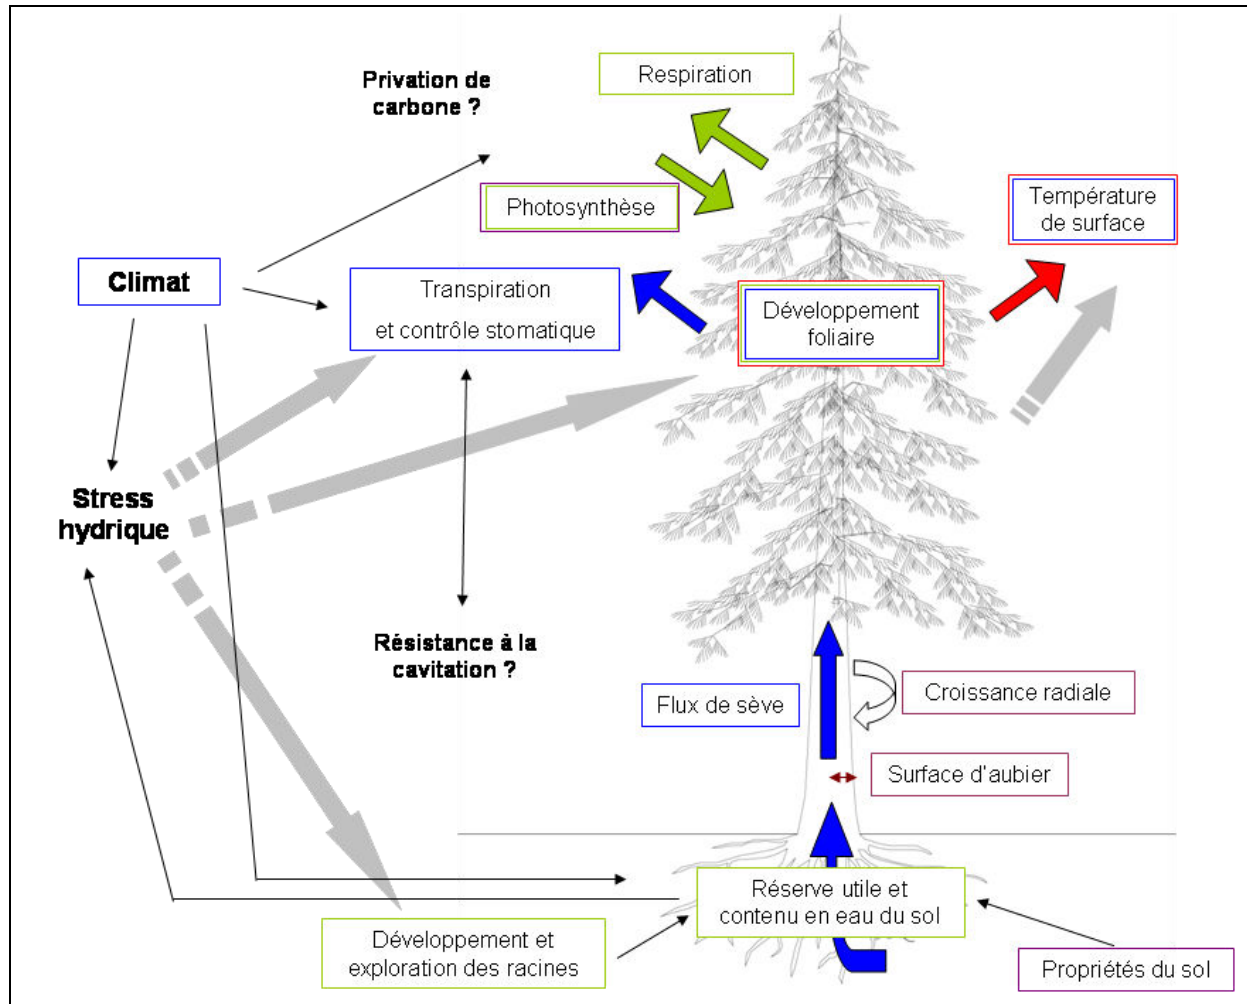 Respiration
Privation de
carbone ?
Photosynthèse
Température
de surface
Climat
Transpiration
et contrôle stomatique
Développement
foliaire
Stress
hydrique
Résistance à la
cavitation ?
Flux de sève
Croissance radiale
Surface d'aubier
Réserve utile et
contenu en eau du sol
Développement et
exploration des racines
Propriétés du sol